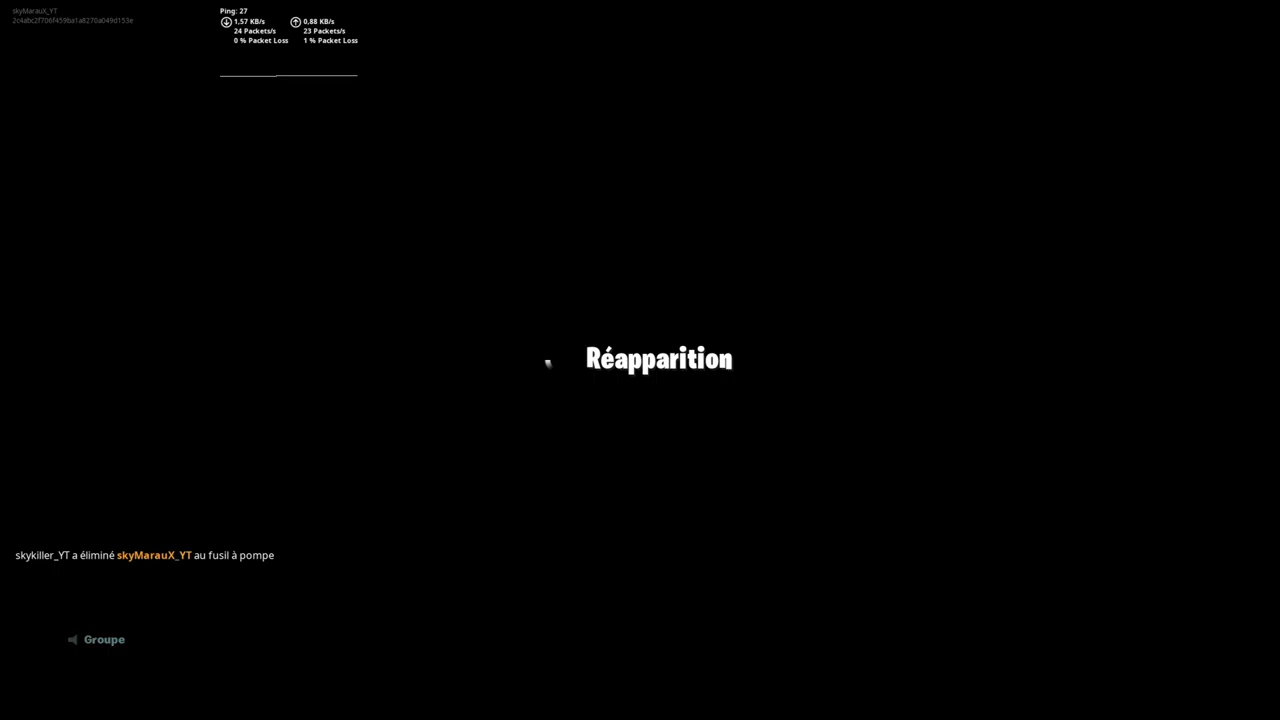 skyMarauX_YT
2c4abc2f706f459ba1a8270a049d153e
Ping: 27
1,57 KB/s 0,88 KB/s
24 Packets/s 23 Packets/s
0 % Packet Loss 1 % Packet Loss
Réapparition
skykiller_YT a éliminé skyMarauX_YT au fusil à pompe
Groupe